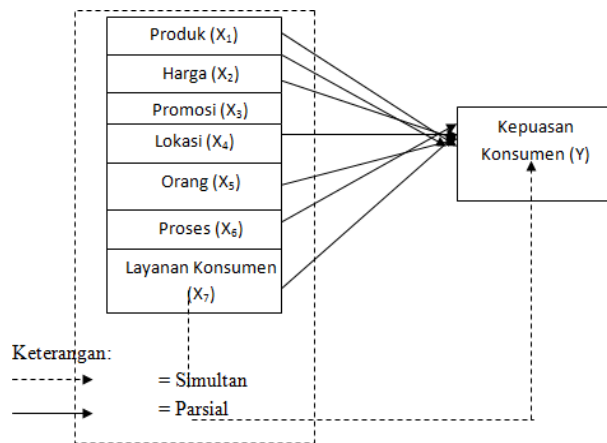 Produk (X₁)
Harga (X₂)
Promosi (X₃)
Lokasi (X₄)
Orang (X₅)
Proses (X₆)
Layanan Konsumen
(X₇)
Kepuasan
Konsumen (Y)
Keterangan:
= Simultan
= Parsial